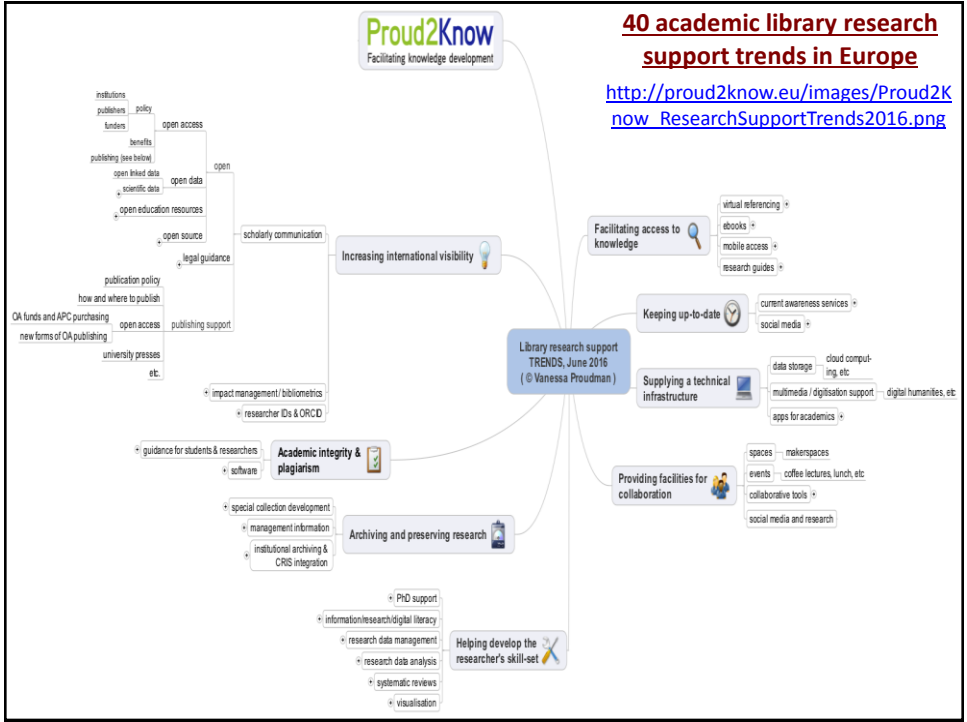 Proud2Know
Facilitating knowledge development
40 academic library research
support trends in Europe
http://proud2know.eu/images/Proud2K
now_ResearchSupportTrends2016.png
Library research support
TRENDS, June 2016
( © Vanessa Proudman )
Increasing international visibility
scholarly communication
open
open access
policy
institutions
publishers
funders
benefits
publishing (see below)
open data
open linked data
scientific data
open education resources
open source
legal guidance
publishing support
publication policy
how and where to publish
open access
OA funds and APC purchasing
new forms of OA publishing
university presses
etc.
impact management / bibliometrics
researcher IDs & ORCID
Academic integrity &
plagiarism
guidance for students & researchers
software
Archiving and preserving research
special collection development
management information
institutional archiving &
CRIS integration
Helping develop the
researcher's skill-set
PhD support
information/research/digital literacy
research data management
research data analysis
systematic reviews
visualisation
Facilitating access to
knowledge
virtual referencing
ebooks
mobile access
research guides
Keeping up-to-date
current awareness services
social media
Supplying a technical
infrastructure
data storage
cloud comput-
ing, etc
multimedia / digitisation support
digital humanities, etc
apps for academics
Providing facilities for
collaboration
spaces
makerspaces
events
coffee lectures, lunch, etc
collaborative tools
social media and research